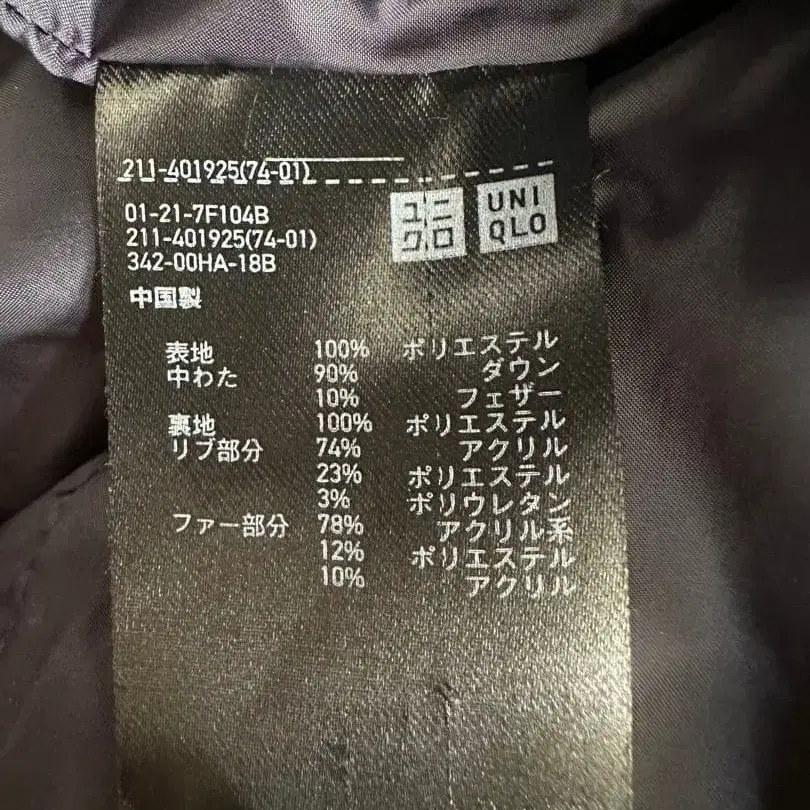 211-401925(74-01)
ユニクロ
UNIQLO
01-21-7F104B
211-401925(74-01)
342-00HA-18B
中国製
表地 100% ポリエステル
中わた 90% ダウン
10% フェザー
裏地 100% ポリエステル
リブ部分 74% アクリル
23% ポリエステル
3% ポリウレタン
ファー部分 78% アクリル系
12% ポリエステル
10% アクリル